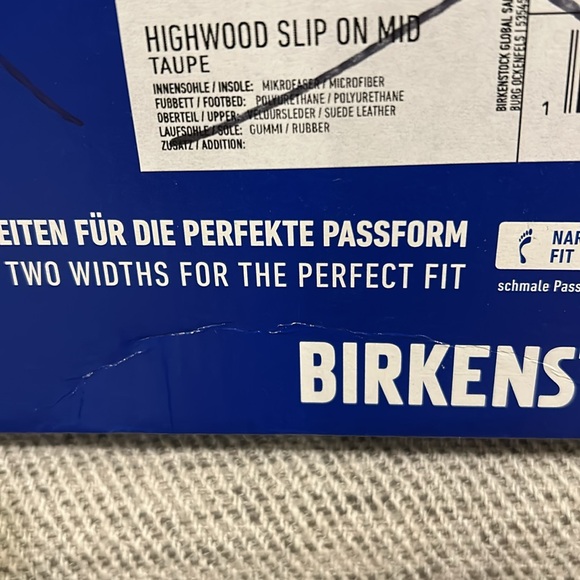 HIGHWOOD SLIP ON MID
TAUPE
INNENSOHLE / INSOLE: MIKROFASER / MICROFIBER
FUßBETT / FOOTBED: POLYURETHANE / POLYURETHANE
OBERTEIL / UPPER: VELOURSLEDER / SUEDE LEATHER
LAUFSOHLE / SOLE: GUMMI / RUBBER
ZUSATZ / ADDITION:
BIRKENSTOCK GLOBAL SA
BURG OCKENFELS |
1
EITEN FÜR DIE PERFEKTE PASSFORM
TWO WIDTHS FOR THE PERFECT FIT
NAR
FIT
schmale Pass
BIRKENS